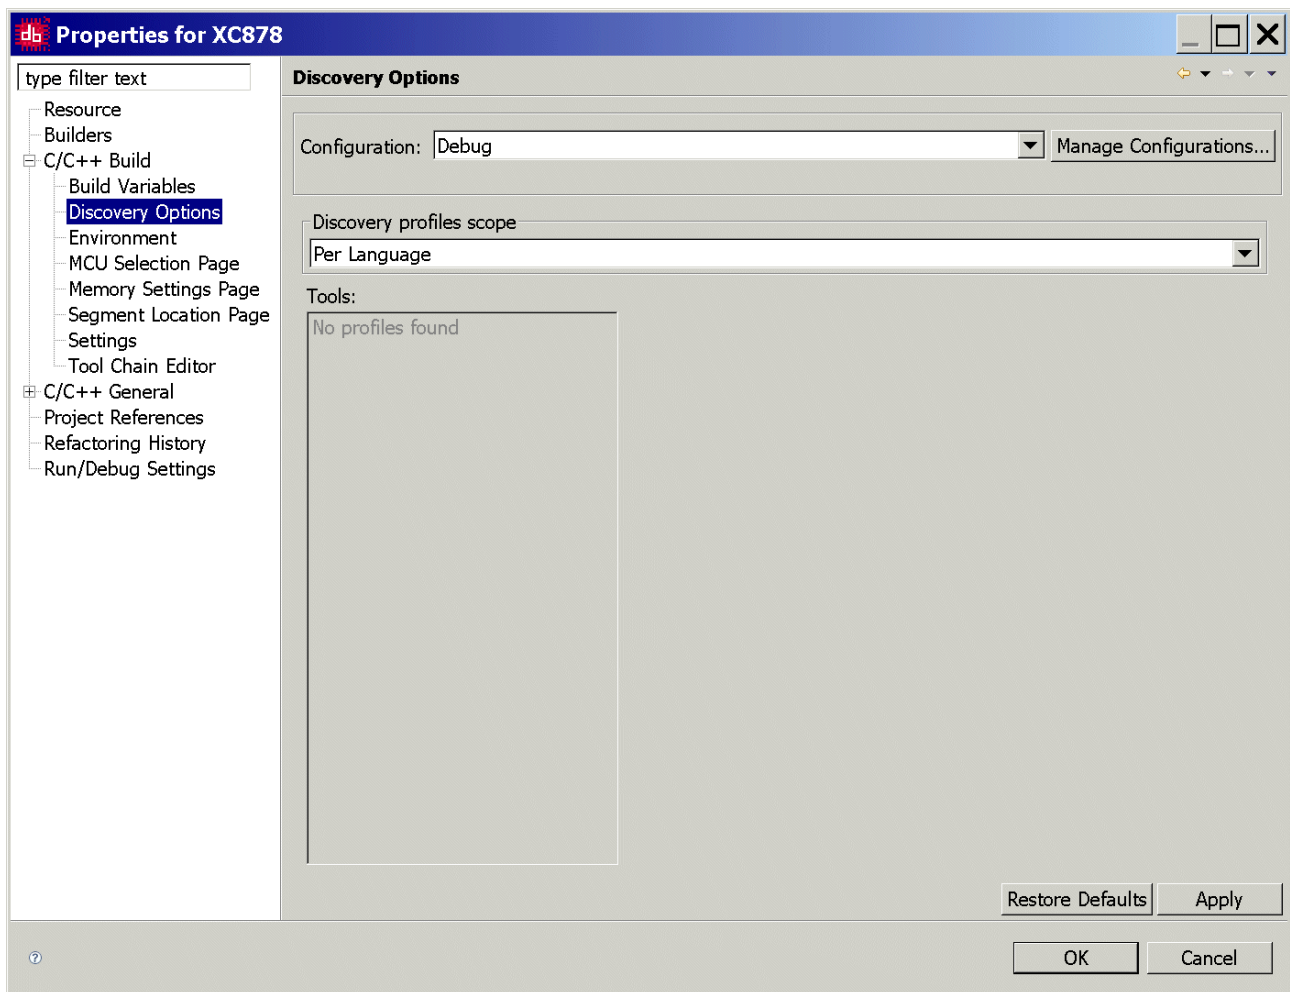 Properties for XC878
type filter text
Resource
Builders
C/C++ Build
Build Variables
Discovery Options
Environment
MCU Selection Page
Memory Settings Page
Segment Location Page
Settings
Tool Chain Editor
C/C++ General
Project References
Refactoring History
Run/Debug Settings
Discovery Options
Configuration: Debug Manage Configurations...
Discovery profiles scope
Per Language
Tools:
No profiles found
Restore Defaults Apply
OK Cancel